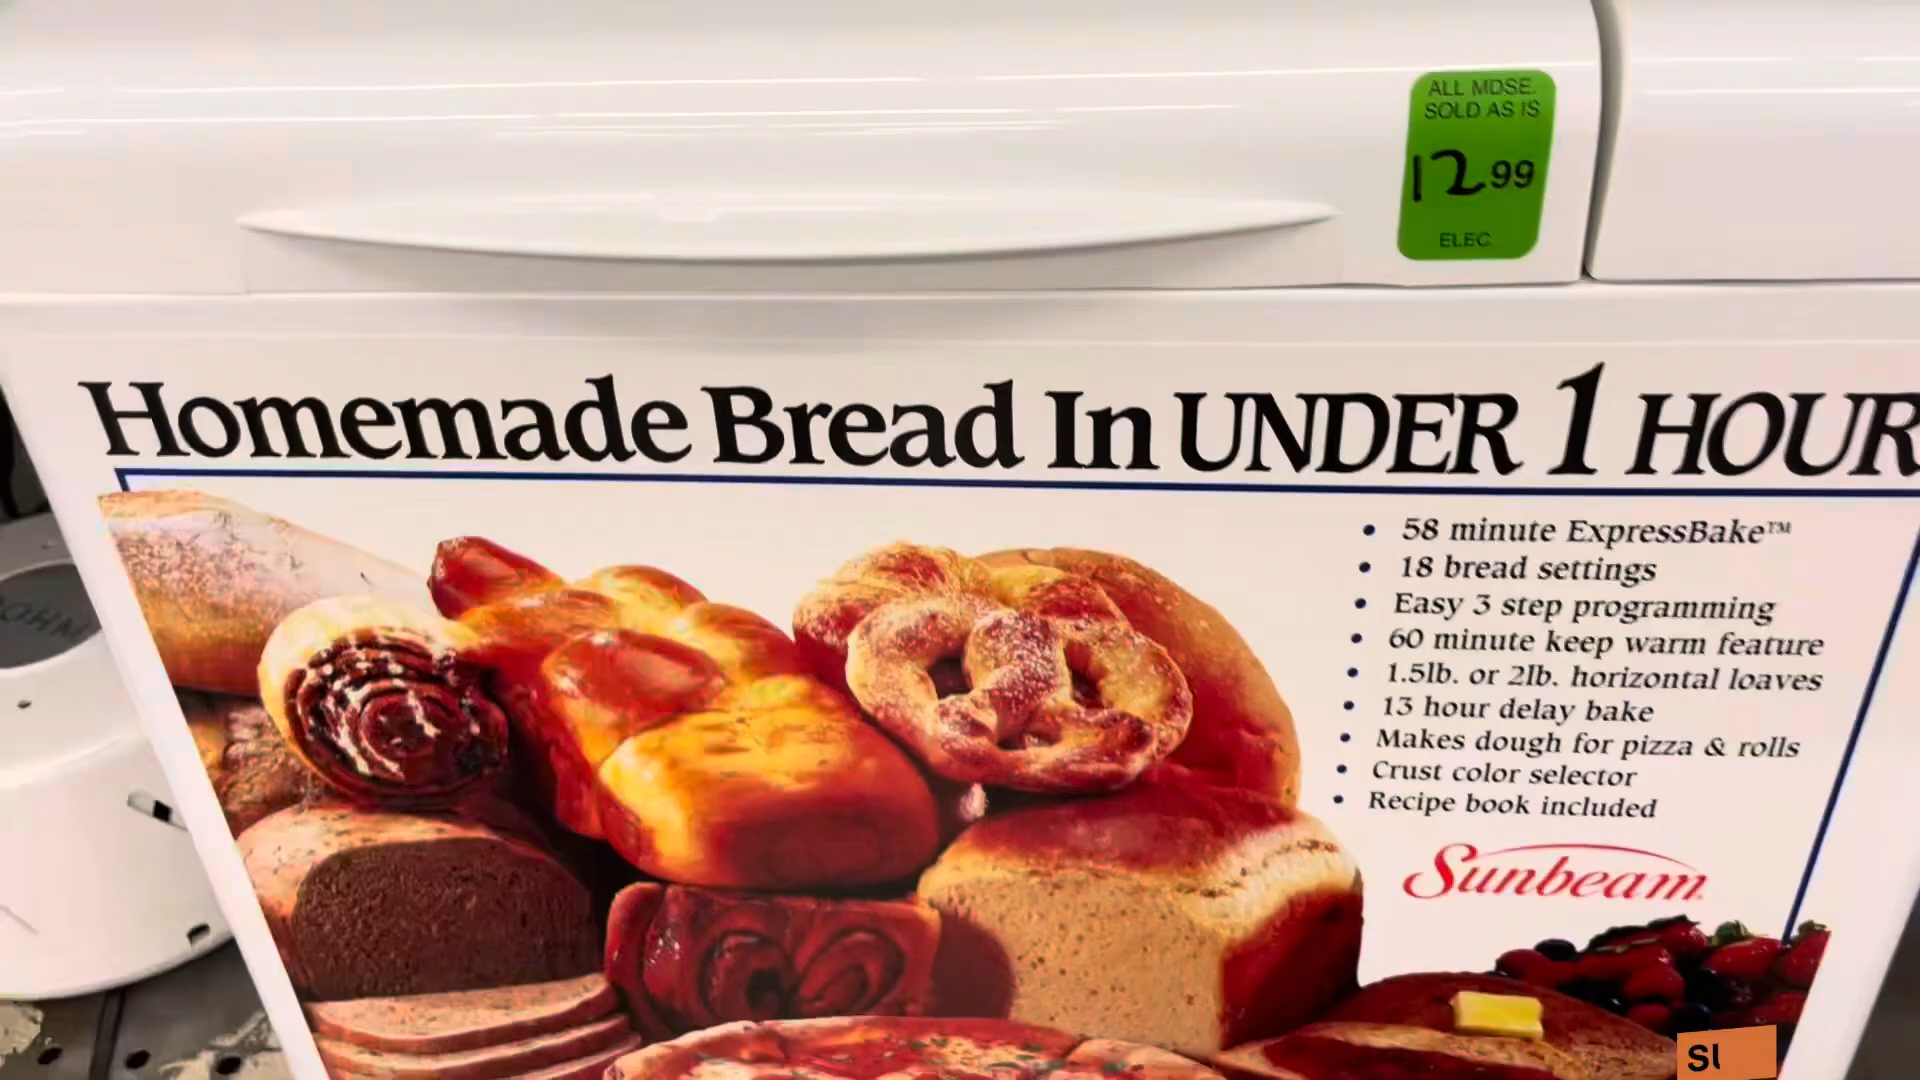 ALL MDSE.
SOLD AS IS
12.99
ELEC
Homemade Bread In UNDER 1 HOUR
• 58 minute ExpressBake™
• 18 bread settings
• Easy 3 step programming
• 60 minute keep warm feature
• 1.5lb. or 2lb. horizontal loaves
• 13 hour delay bake
• Makes dough for pizza & rolls
• Crust color selector
• Recipe book included
Sunbeam